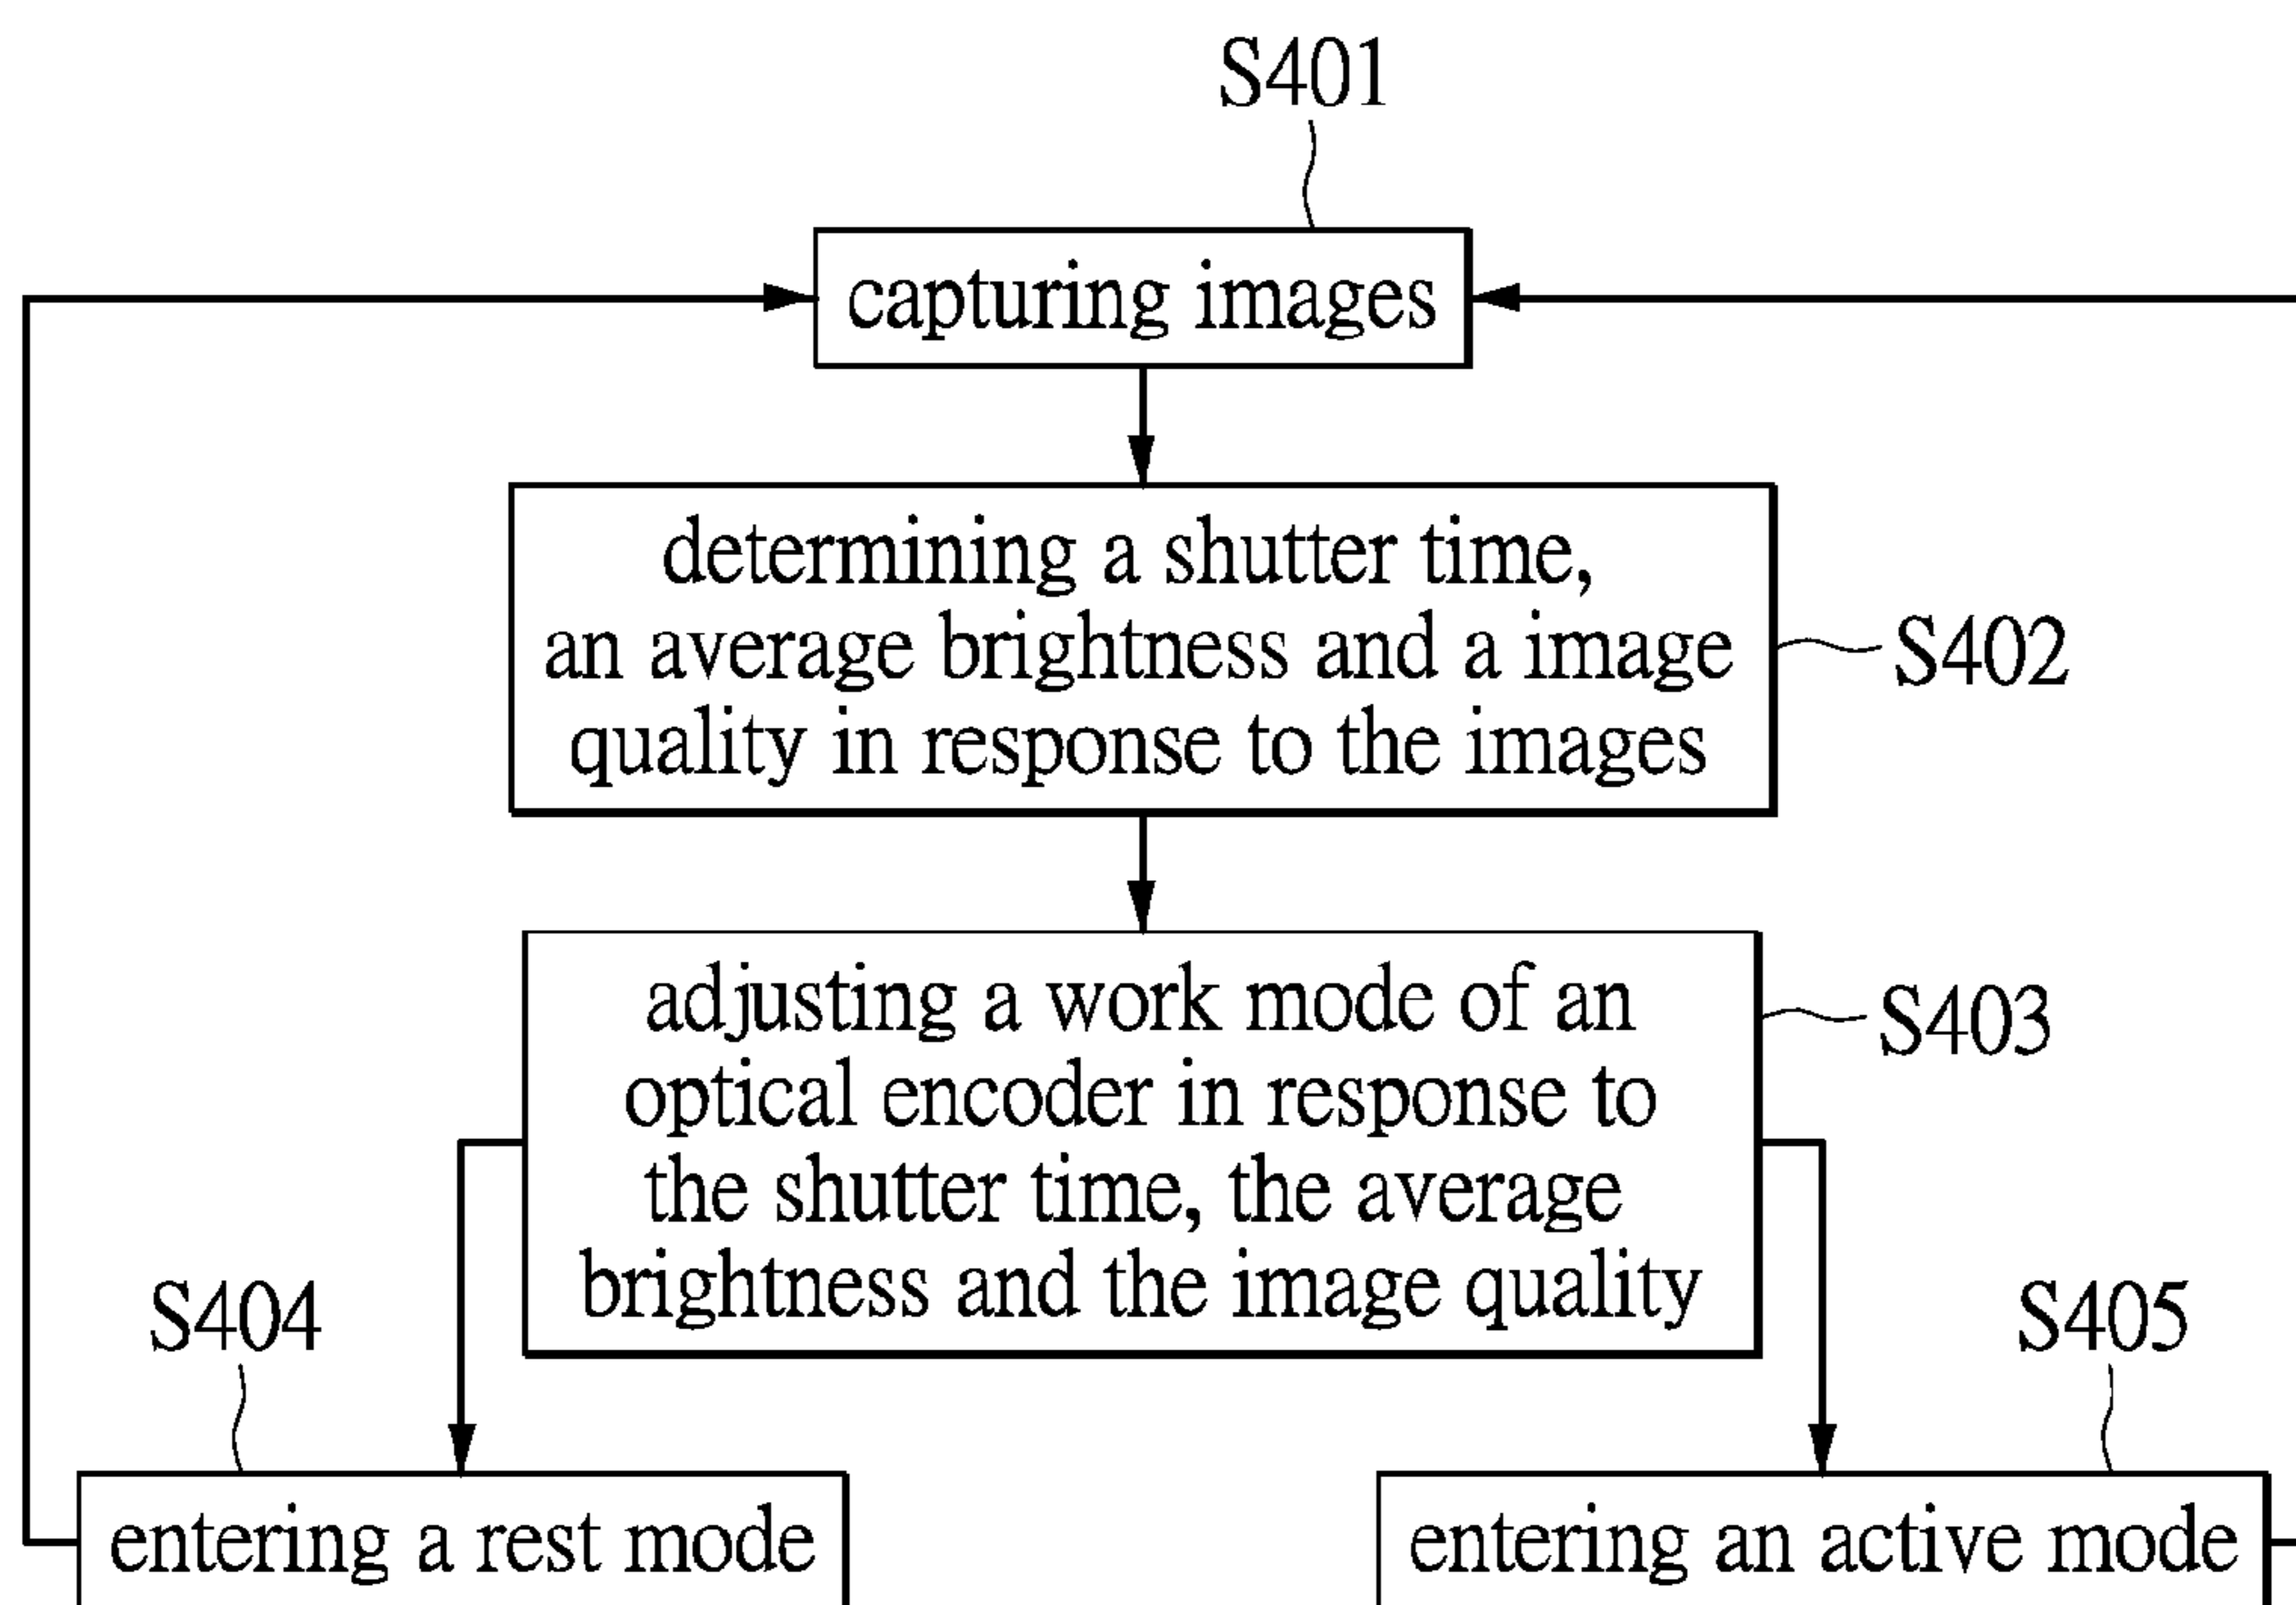 S401
capturing images
determining a shutter time,
an average brightness and a image
quality in response to the images
S402
adjusting a work mode of an
optical encoder in response to
the shutter time, the average
brightness and the image quality
S403
S404
entering a rest mode
S405
entering an active mode